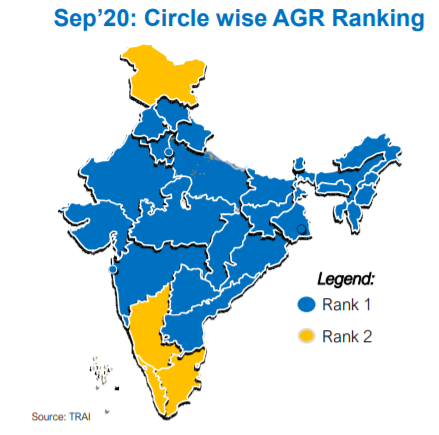 Sep’20: Circle wise AGR Ranking
Legend:
Rank 1
Rank 2
Source: TRAI